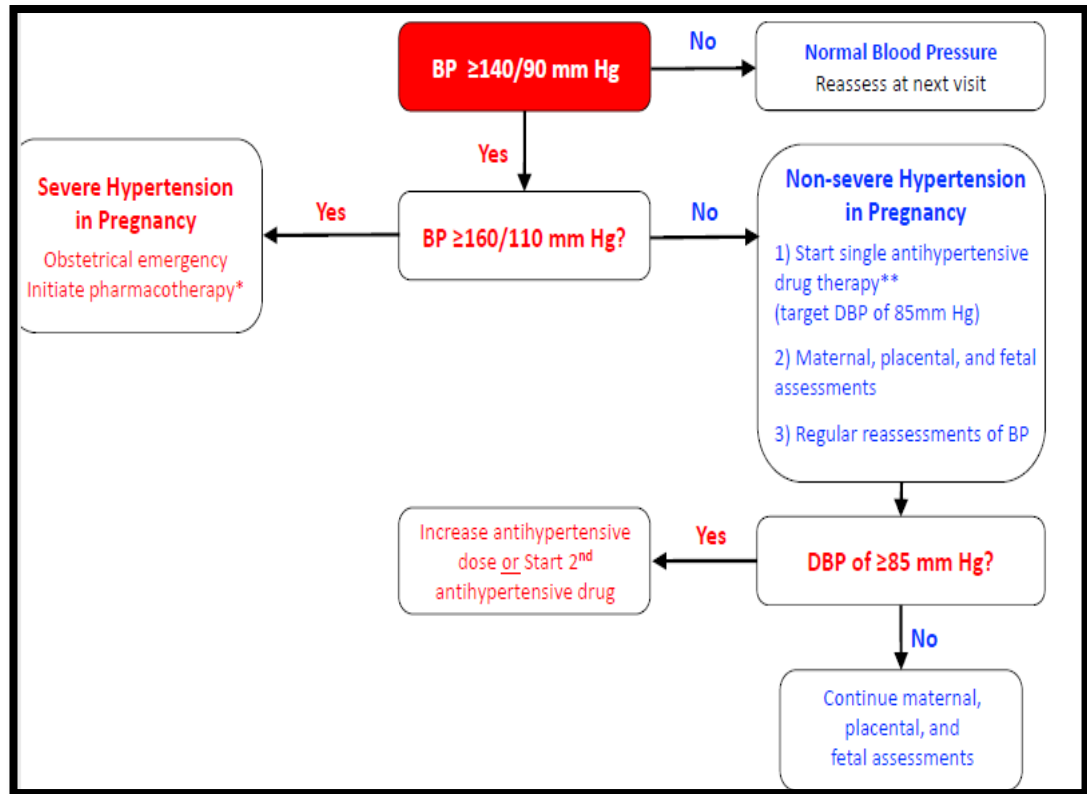 BP ≥140/90 mm Hg
No
Normal Blood Pressure
Reassess at next visit
Yes
Severe Hypertension
in Pregnancy
Obstetrical emergency
Initiate pharmacotherapy*
Yes
BP ≥160/110 mm Hg?
No
Non-severe Hypertension
in Pregnancy
1) Start single antihypertensive
drug therapy**
(target DBP of 85mm Hg)
2) Maternal, placental, and fetal
assessments
3) Regular reassessments of BP
Increase antihypertensive
dose or Start 2nd
antihypertensive drug
Yes
DBP of ≥85 mm Hg?
No
Continue maternal,
placental, and
fetal assessments